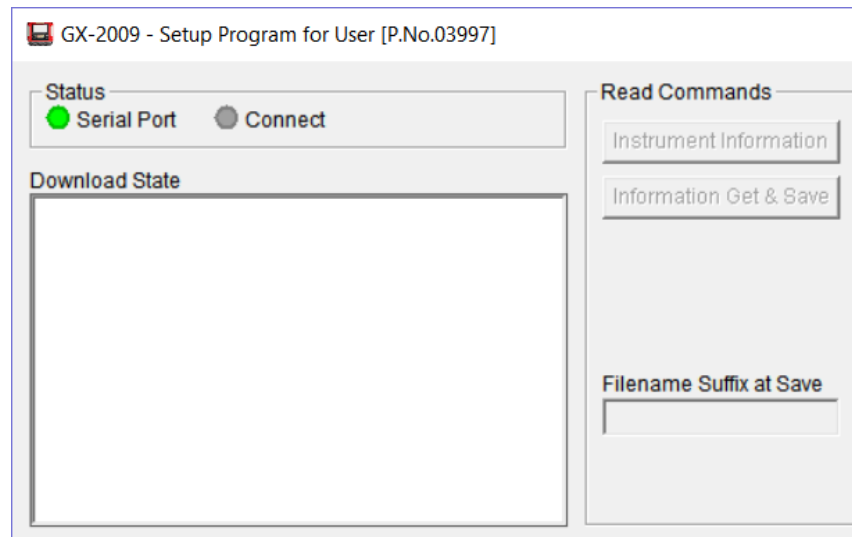 GX-2009 - Setup Program for User [P.No.03997]
Status
Serial Port Connect
Download State
Read Commands
Instrument Information
Information Get & Save
Filename Suffix at Save